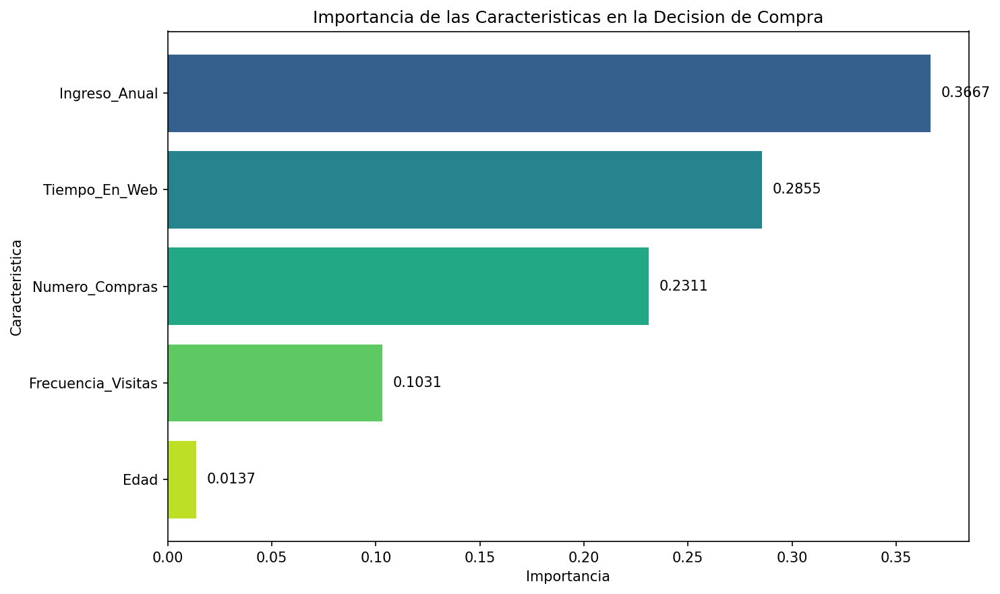 Importancia de las Caracteristicas en la Decision de Compra
Caracteristica
Ingreso_Anual
0.3667
Tiempo_En_Web
0.2855
Numero_Compras
0.2311
Frecuencia_Visitas
0.1031
Edad
0.0137
0.00 0.05 0.10 0.15 0.20 0.25 0.30 0.35
Importancia